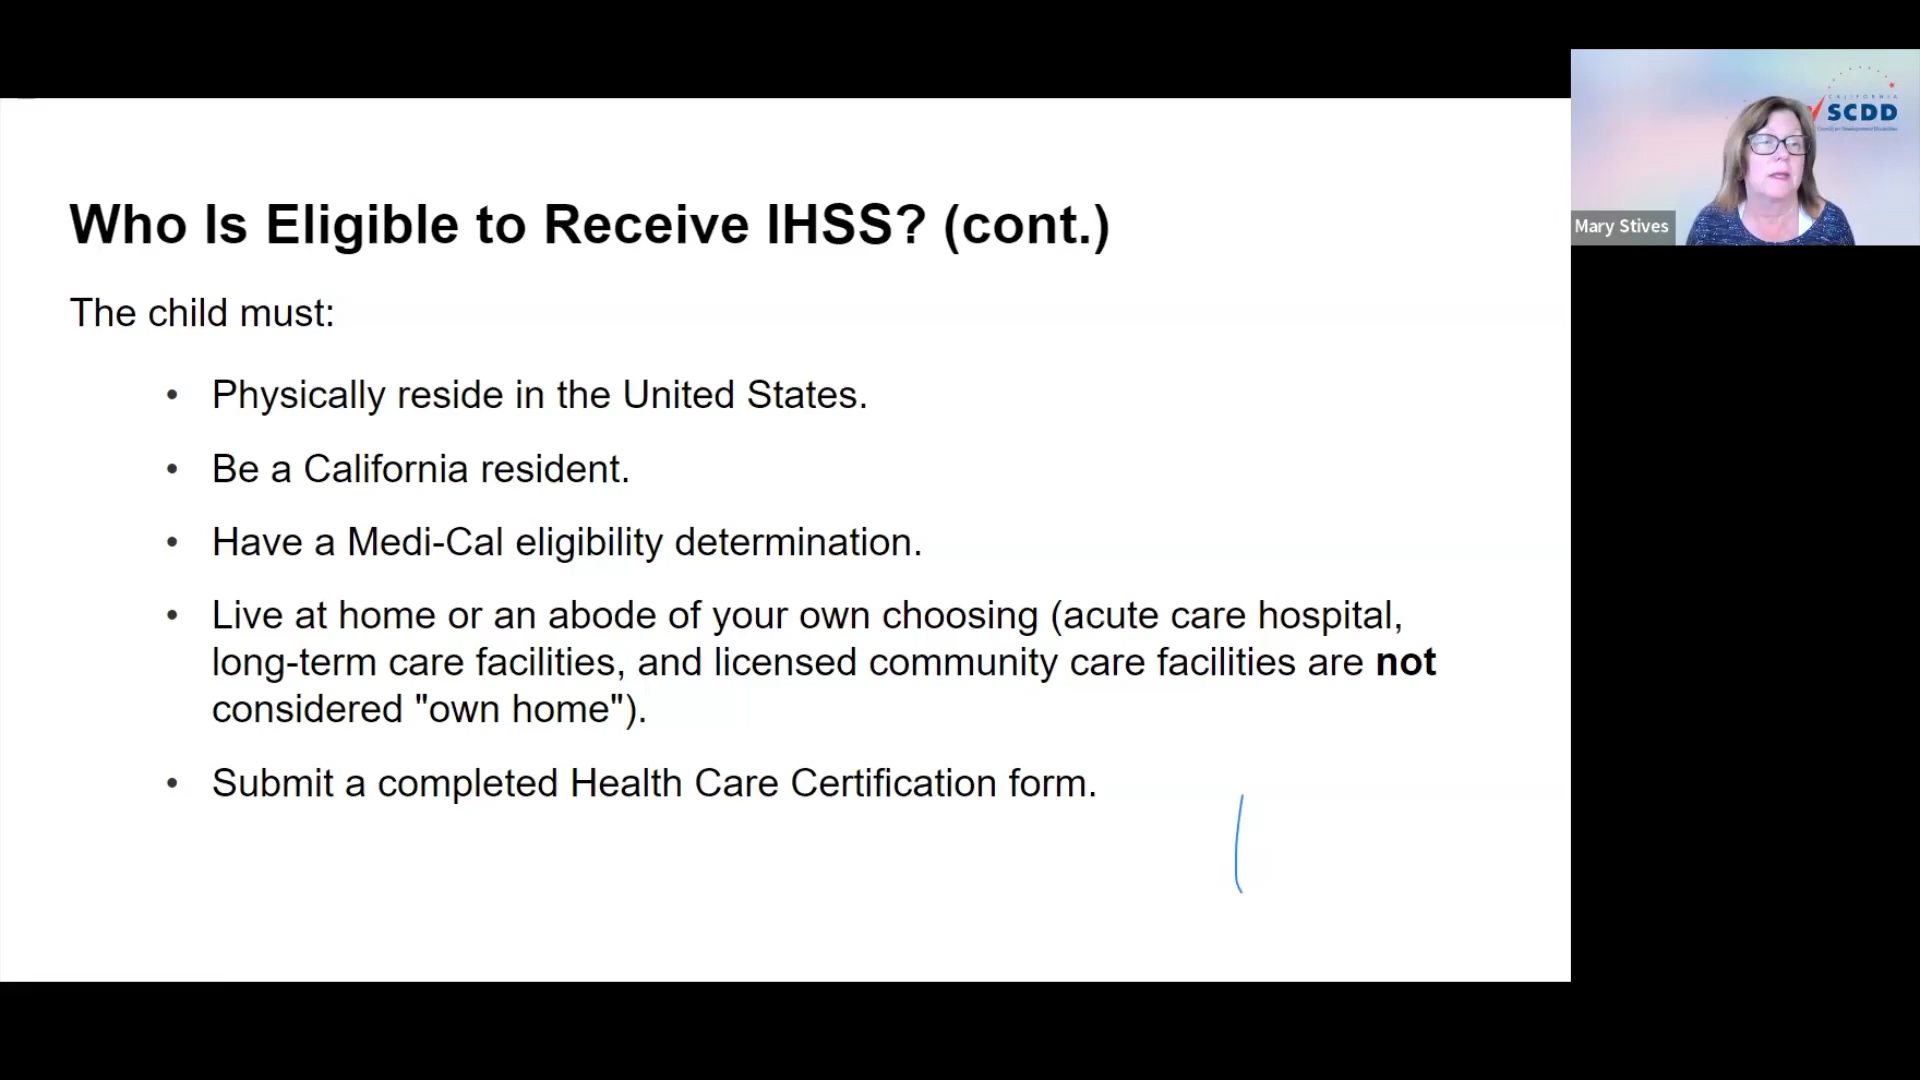 Who Is Eligible to Receive IHSS? (cont.)
The child must:
• Physically reside in the United States.
• Be a California resident.
• Have a Medi-Cal eligibility determination.
• Live at home or an abode of your own choosing (acute care hospital,
long-term care facilities, and licensed community care facilities are not
considered "own home").
• Submit a completed Health Care Certification form.
CALIFORNIA
SCDD
Mary Stives